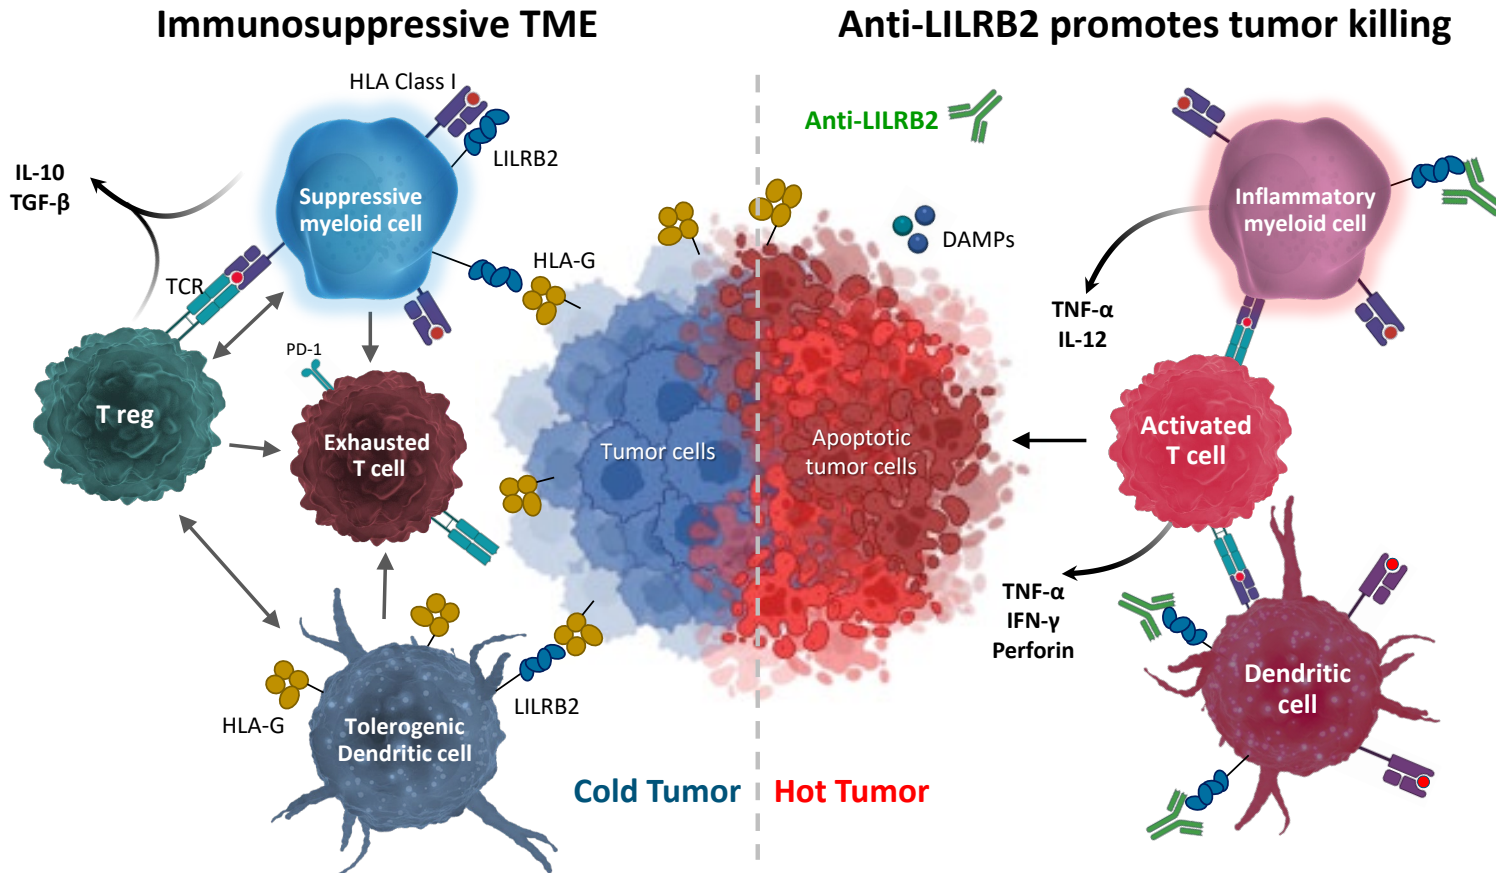 Immunosuppressive TME
HLA Class I
LILRB2
IL-10
TGF-β
Suppressive
myeloid cell
TCR
HLA-G
PD-1
T reg
Exhausted
T cell
Tumor cells
HLA-G
LILRB2
Tolerogenic
Dendritic cell
Cold Tumor
Anti-LILRB2 promotes tumor killing
Anti-LILRB2
DAMPs
Inflammatory
myeloid cell
TNF-α
IL-12
Apoptotic
tumor cells
Activated
T cell
TNF-α
IFN-γ
Perforin
Dendritic
cell
Hot Tumor